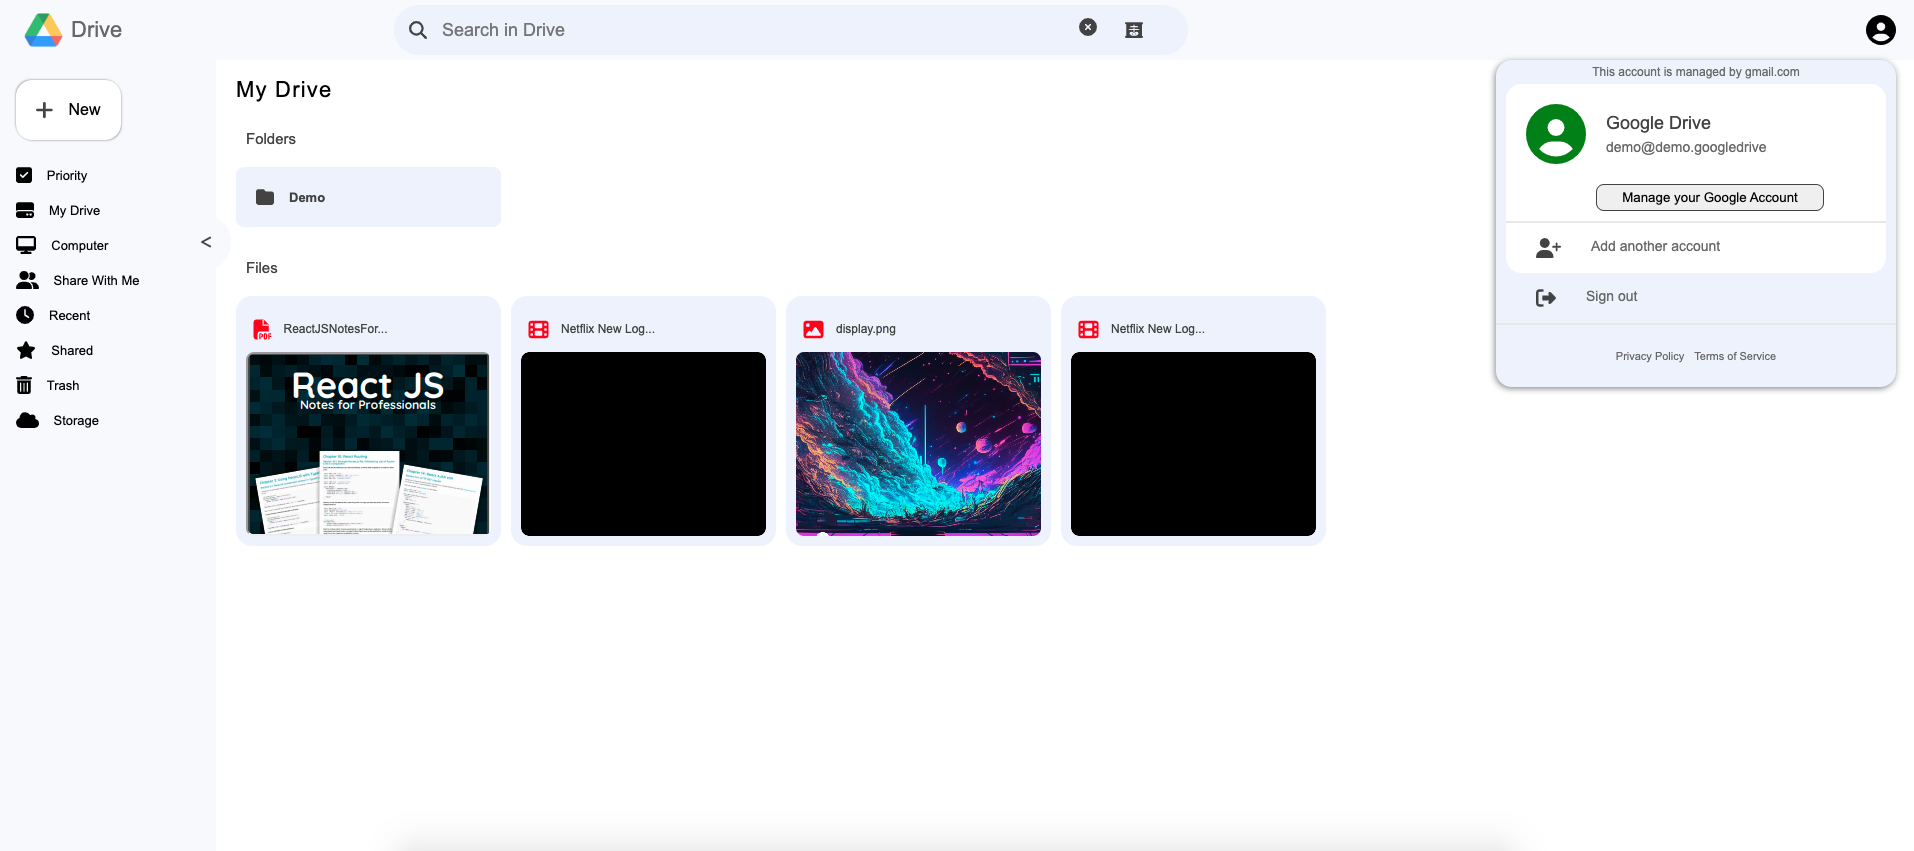 Drive
Search in Drive
New
Priority
My Drive
Computer
Share With Me
Recent
Shared
Trash
Storage
<
My Drive
Folders
Demo
Files
ReactJSNotesFor...
PDF
React JS
Notes for Professionals
Netflix New Log...
display.png
Netflix New Log...
This account is managed by gmail.com
Google Drive
demo@demo.googledrive
Manage your Google Account
Add another account
Sign out
Privacy Policy Terms of Service